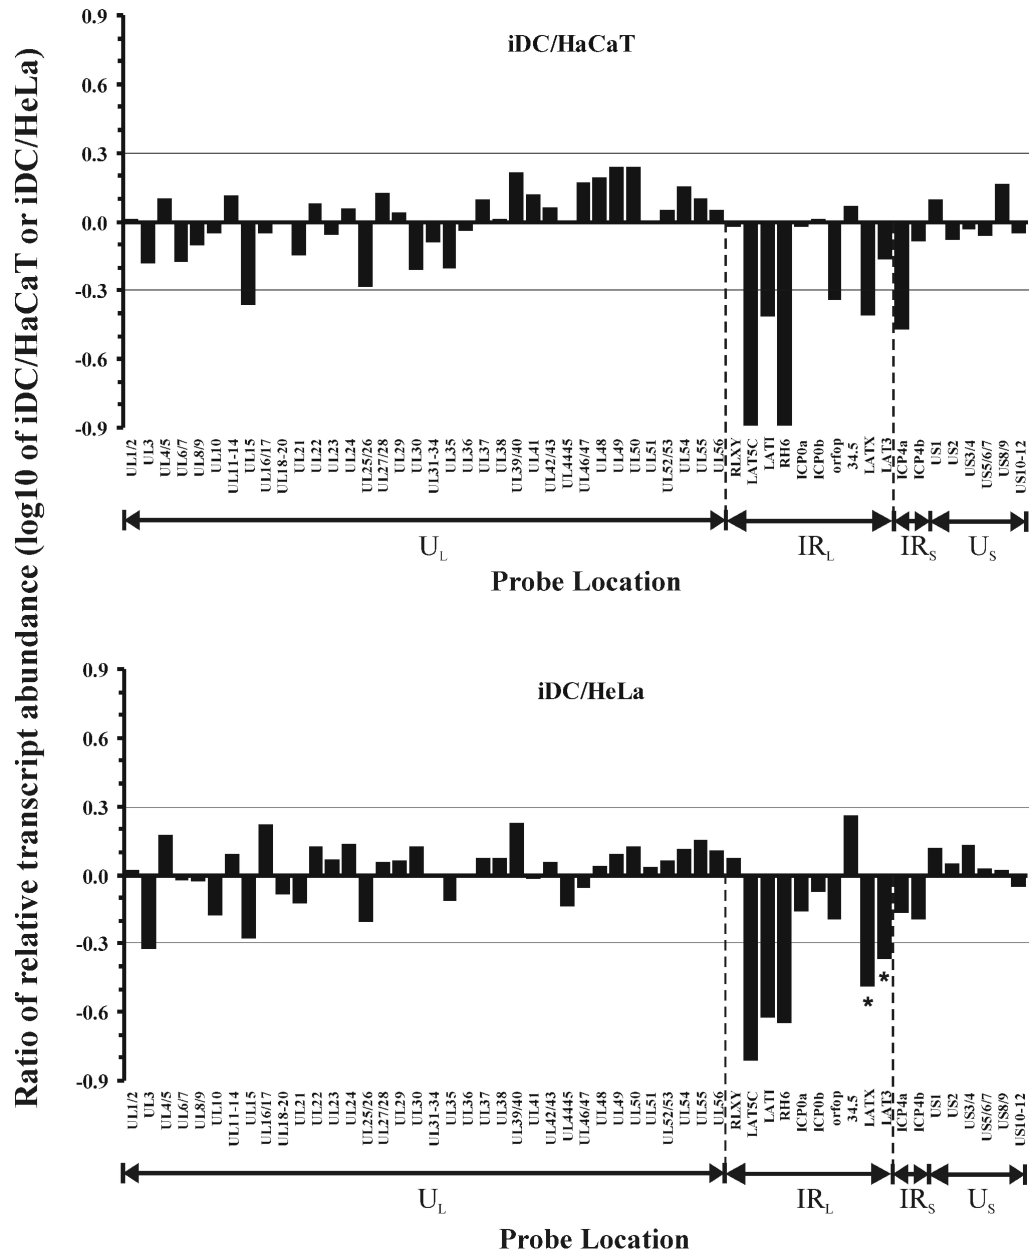 Ratio of relative transcript abundance (log10 of iDC/HaCaT or iDC/HeLa)
iDC/HaCaT
0.9
0.6
0.3
0.0
-0.3
-0.6
-0.9
UL1/2
UL3
UL4/5
UL6/7
UL8/9
UL10
UL11-14
UL15
UL16/17
UL18-20
UL21
UL22
UL23
UL24
UL25/26
UL27/28
UL29
UL30
UL31-34
UL35
UL36
UL37
UL38
UL39/40
UL41
UL42/43
UL4445
UL46/47
UL48
UL49
UL50
UL51
UL52/53
UL54
UL55
UL56
RLXY
LAT5C
LATI
RH6
ICP0a
ICP0b
orfop
34.5
LATX
LAT3
ICP4a
ICP4b
US1
US2
US3/4
US5/6/7
US8/9
US10-12
UL IRL IRS US
Probe Location
iDC/HeLa
0.9
0.6
0.3
0.0
-0.3
-0.6
-0.9
*
*
UL1/2
UL3
UL4/5
UL6/7
UL8/9
UL10
UL11-14
UL15
UL16/17
UL18-20
UL21
UL22
UL23
UL24
UL25/26
UL27/28
UL29
UL30
UL31-34
UL35
UL36
UL37
UL38
UL39/40
UL41
UL42/43
UL4445
UL46/47
UL48
UL49
UL50
UL51
UL52/53
UL54
UL55
UL56
RLXY
LAT5C
LATI
RH6
ICP0a
ICP0b
orfop
34.5
LATX
LAT3
ICP4a
ICP4b
US1
US2
US3/4
US5/6/7
US8/9
US10-12
UL IRL IRS US
Probe Location